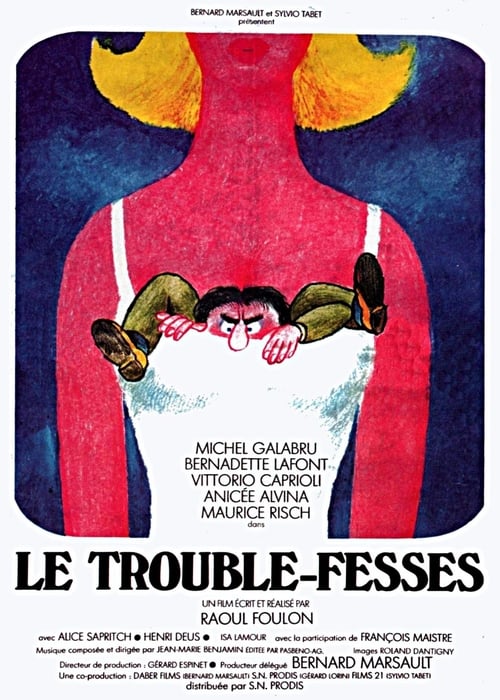 BERNARD MARSAULT et SYLVIO TABET
présentent
MICHEL GALABRU
BERNADETTE LAFONT
VITTORIO CAPRIOLI
ANICÉE ALVINA
MAURICE RISCH
dans
LE TROUBLE-FESSES
UN FILM ÉCRIT ET RÉALISÉ PAR
RAOUL FOULON
avec ALICE SAPRITCH ● HENRI DEUS ● ISA LAMOUR avec la participation de FRANÇOIS MAISTRE
Musique composée et dirigée par JEAN-MARIE BENJAMIN ÉDITÉE PAR PASBENO-AG. Images ROLAND DANTIGNY
Directeur de production : GÉRARD ESPINET ● Producteur délégué BERNARD MARSAULT
Une co-production : DABER FILMS (BERNARD MARSAULT) S.N. PRODIS (GÉRARD LORIN) FILMS 21 (SYLVIO TABET)
distribuée par S.N. PRODIS